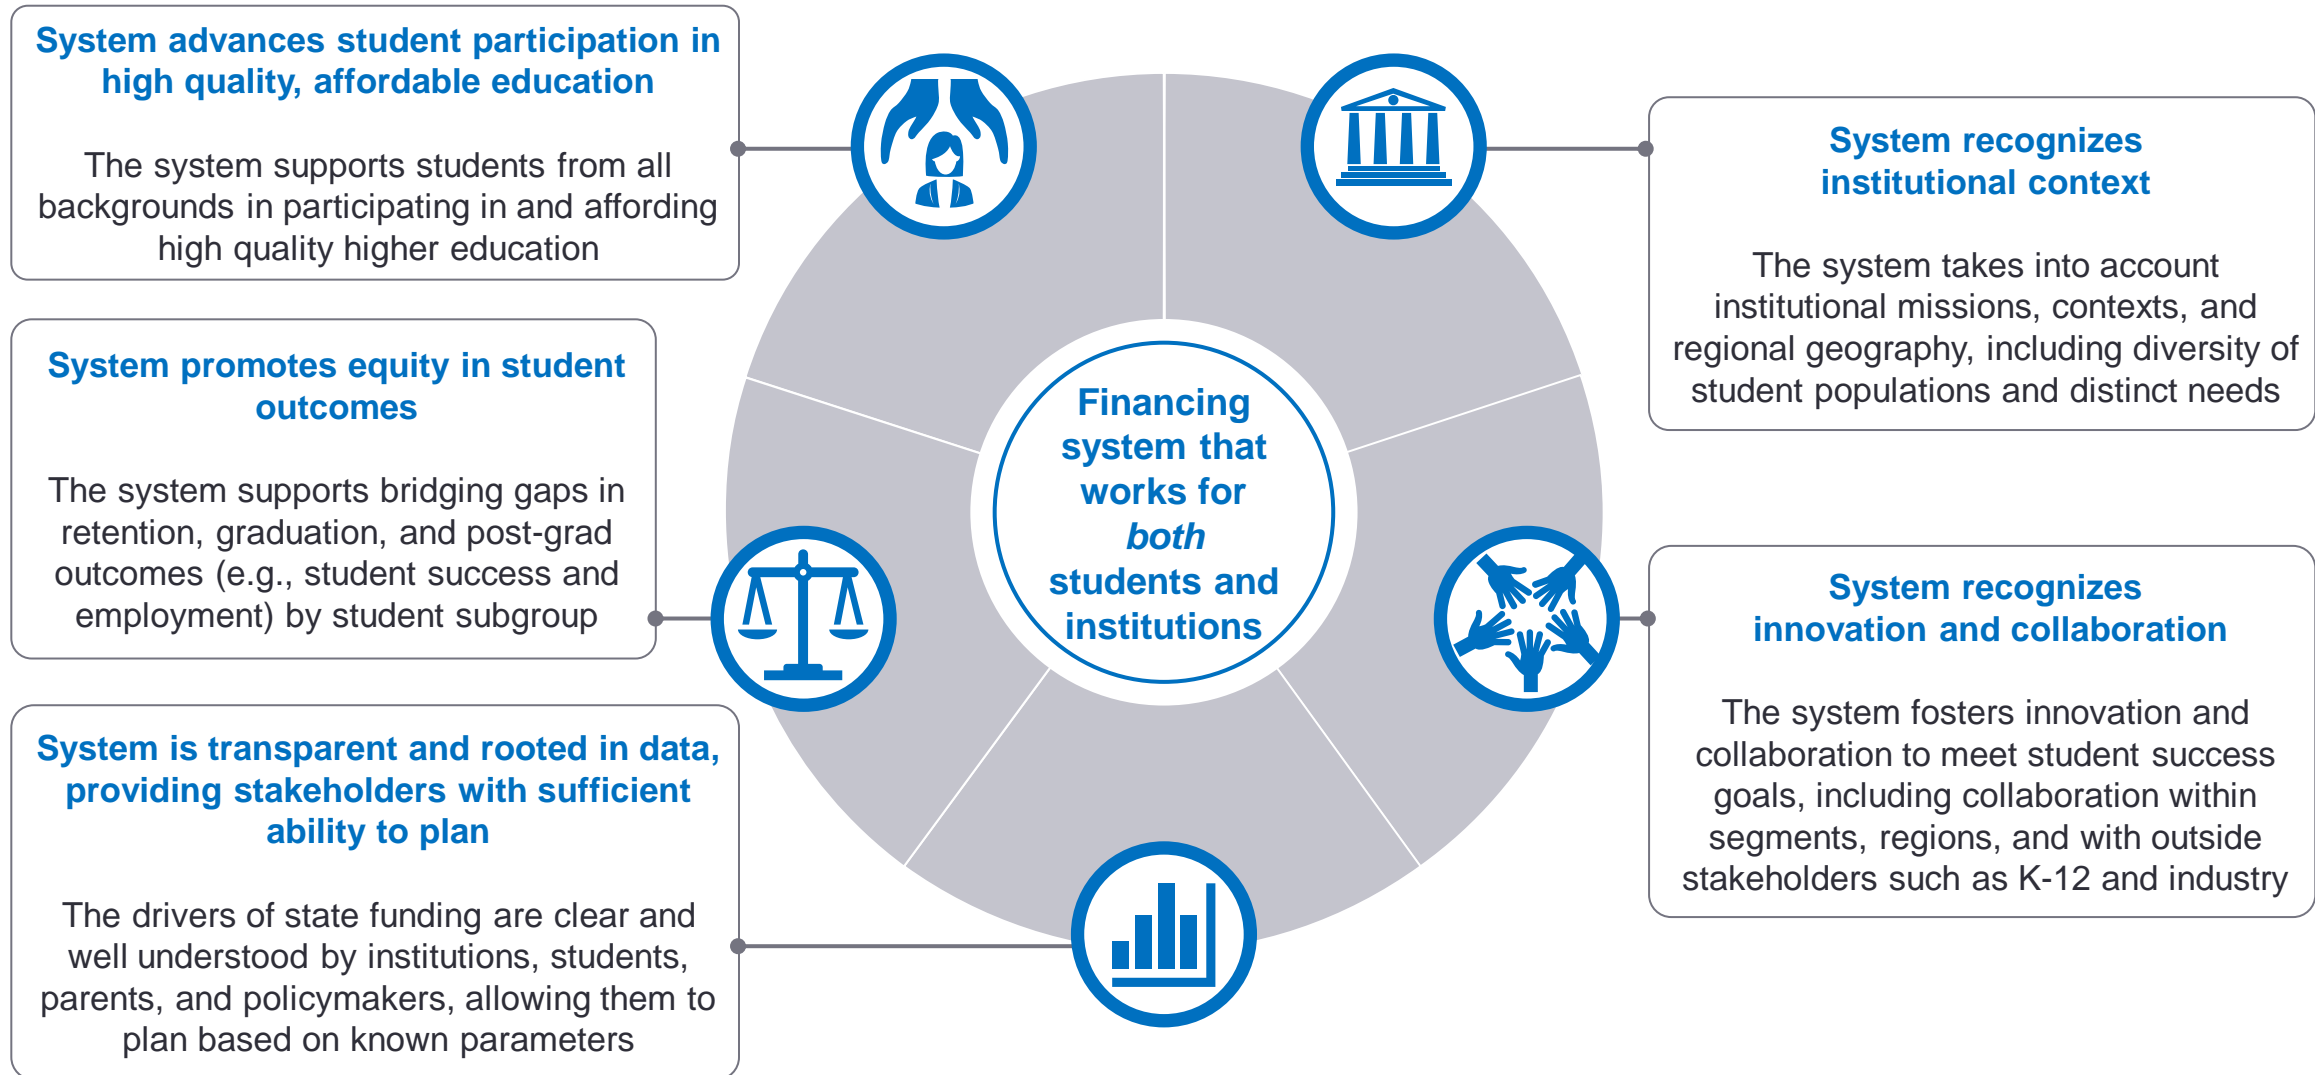 System advances student participation in
high quality, affordable education
The system supports students from all
backgrounds in participating in and affording
high quality higher education
System promotes equity in student
outcomes
The system supports bridging gaps in
retention, graduation, and post-grad
outcomes (e.g., student success and
employment) by student subgroup
System is transparent and rooted in data,
providing stakeholders with sufficient
ability to plan
The drivers of state funding are clear and
well understood by institutions, students,
parents, and policymakers, allowing them to
plan based on known parameters
Financing
system that
works for
both
students and
institutions
System recognizes
institutional context
The system takes into account
institutional missions, contexts, and
regional geography, including diversity of
student populations and distinct needs
System recognizes
innovation and collaboration
The system fosters innovation and
collaboration to meet student success
goals, including collaboration within
segments, regions, and with outside
stakeholders such as K-12 and industry